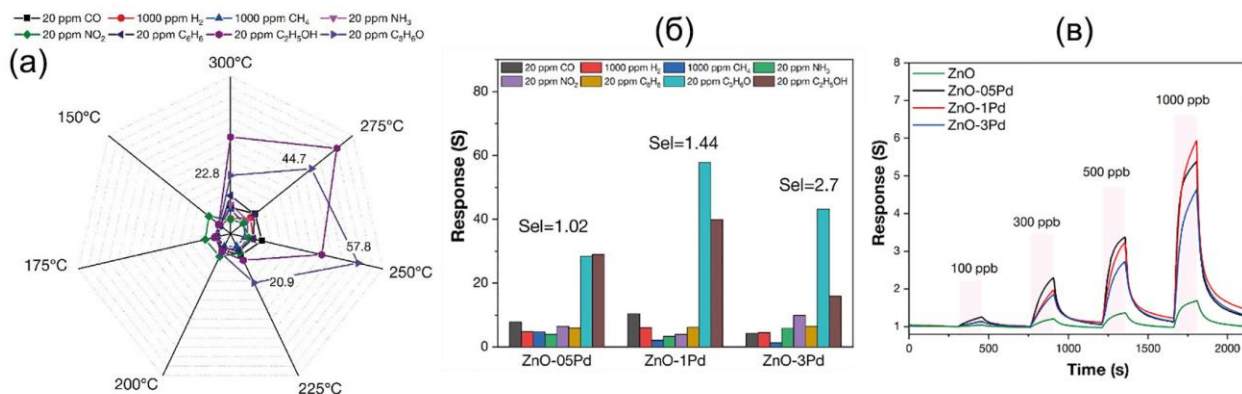 20 ppm CO 1000 ppm H₂ 1000 ppm CH₄ 20 ppm NH₃
20 ppm NO₂ 20 ppm C₆H₆ 20 ppm C₂H₅OH 20 ppm C₃H₆O
(а)
300°C
150°C
275°C
22.8
44.7
57.8
175°C
250°C
20.9
200°C
225°C
(б)
20 ppm CO 1000 ppm H₂ 1000 ppm CH₄ 20 ppm NH₃
20 ppm NO₂ 20 ppm C₆H₆ 20 ppm C₃H₆O 20 ppm C₂H₅OH
80
60
40
20
0
Response (S)
Sel=1.02
Sel=1.44
Sel=2.7
ZnO-05Pd ZnO-1Pd ZnO-3Pd
(в)
8
7
6
5
4
3
2
1
Response (S)
ZnO
ZnO-05Pd
ZnO-1Pd
ZnO-3Pd
100 ppb
300 ppb
500 ppb
1000 ppb
0 500 1000 1500 2000
Time (s)